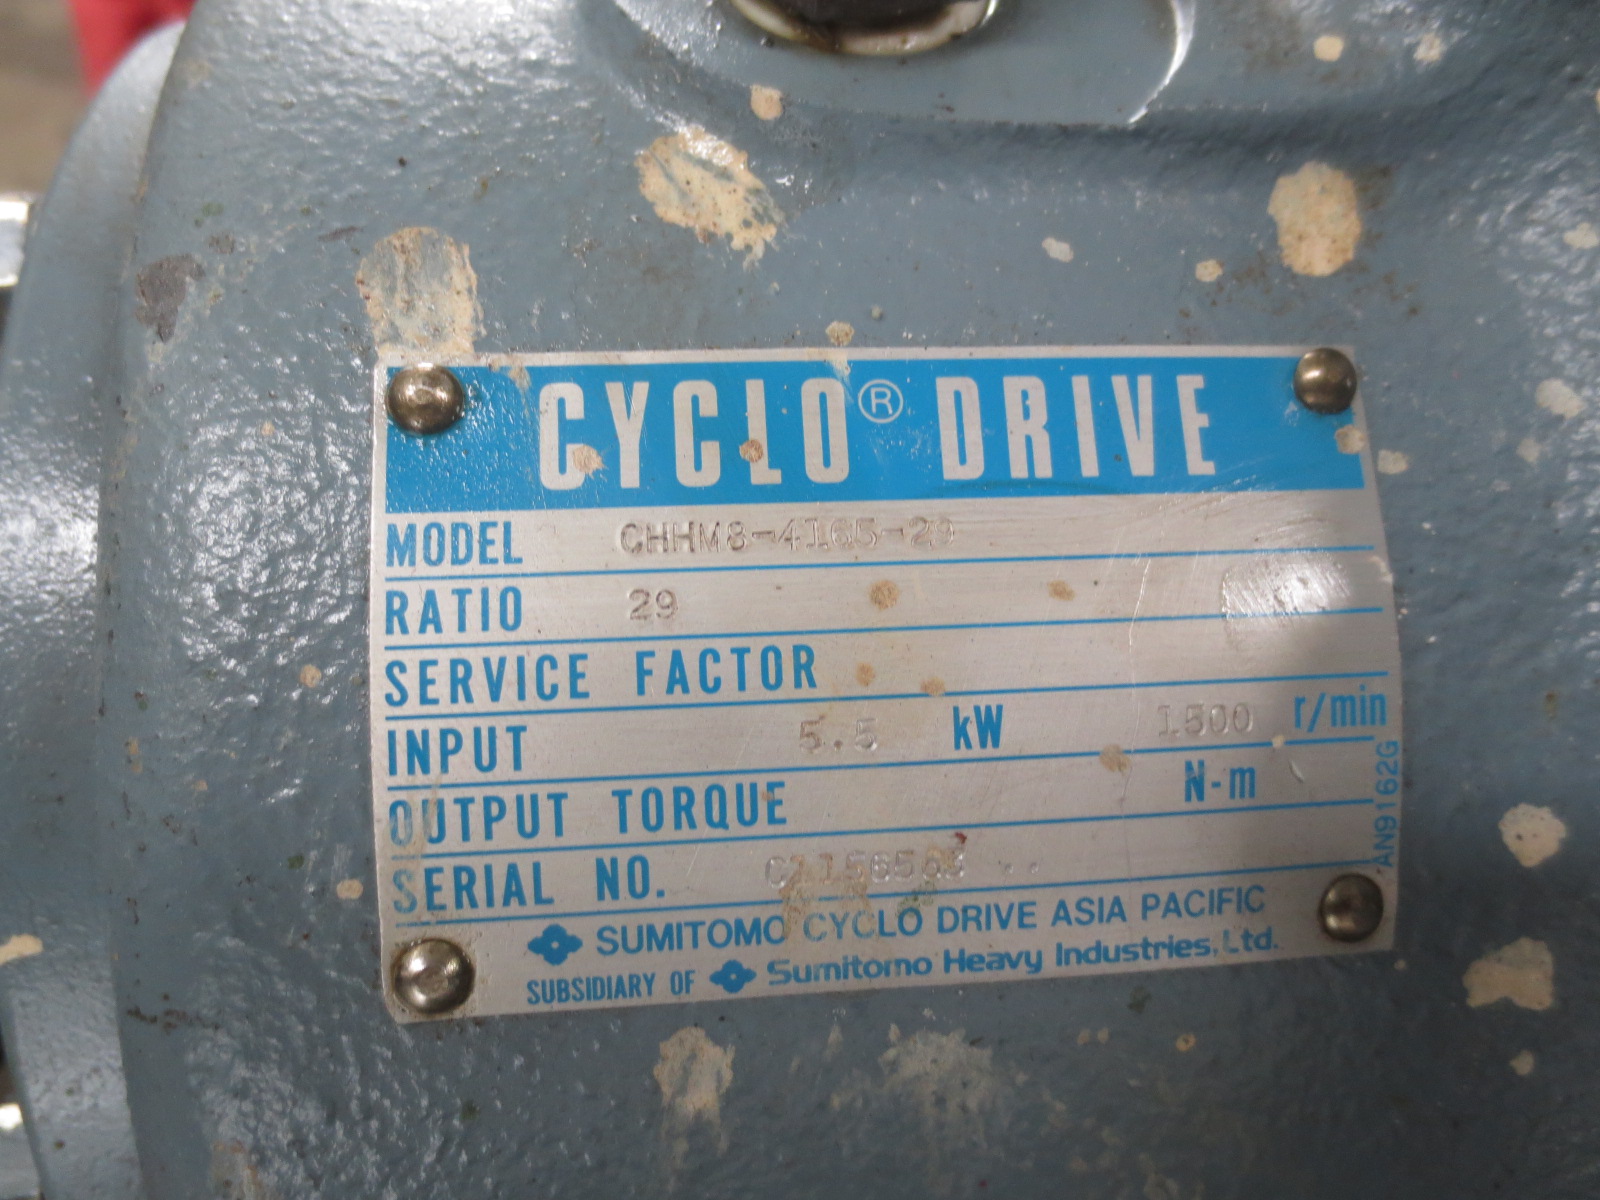 CYCLO® DRIVE
MODEL CHHM8-4165-29
RATIO 29
SERVICE FACTOR
INPUT 5.5 kW 1500 r/min
OUTPUT TORQUE N-m
SERIAL NO.
AN9162G
SUMITOMO CYCLO DRIVE ASIA PACIFIC
SUBSIDIARY OF Sumitomo Heavy Industries, Ltd.